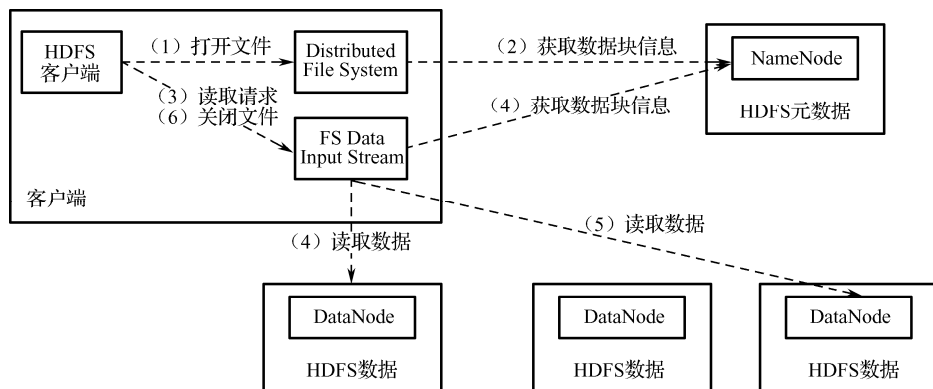 HDFS
客户端
（1）打开文件
Distributed
File System
（2）获取数据块信息
NameNode
HDFS元数据
（3）读取请求
（6）关闭文件
FS Data
Input Stream
（4）获取数据块信息
客户端
（4）读取数据
（5）读取数据
DataNode
HDFS数据
DataNode
HDFS数据
DataNode
HDFS数据